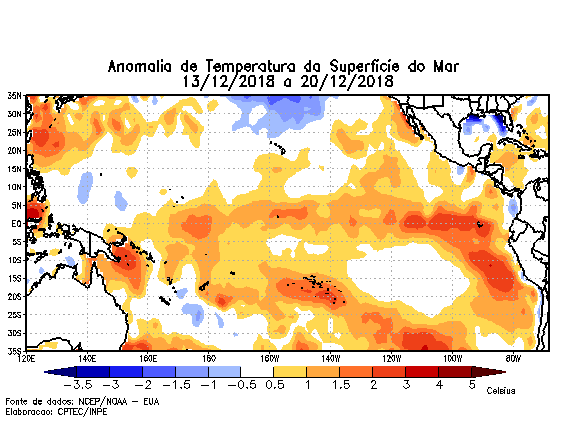 Anomalia de Temperatura da Superfície do Mar
13/12/2018 a 20/12/2018
35N
30N
25N
20N
15N
10N
5N
EQ
5S
10S
15S
20S
25S
30S
35S
120E 140E 160E 180 160W 140W 120W 100W 80W
-3.5 -3 -2 -1.5 -1 -0.5 0.5 1 1.5 2 3 4 5
Celsius
Fonte de dados: NCEP/NOAA - EUA
Elaboracao: CPTEC/INPE